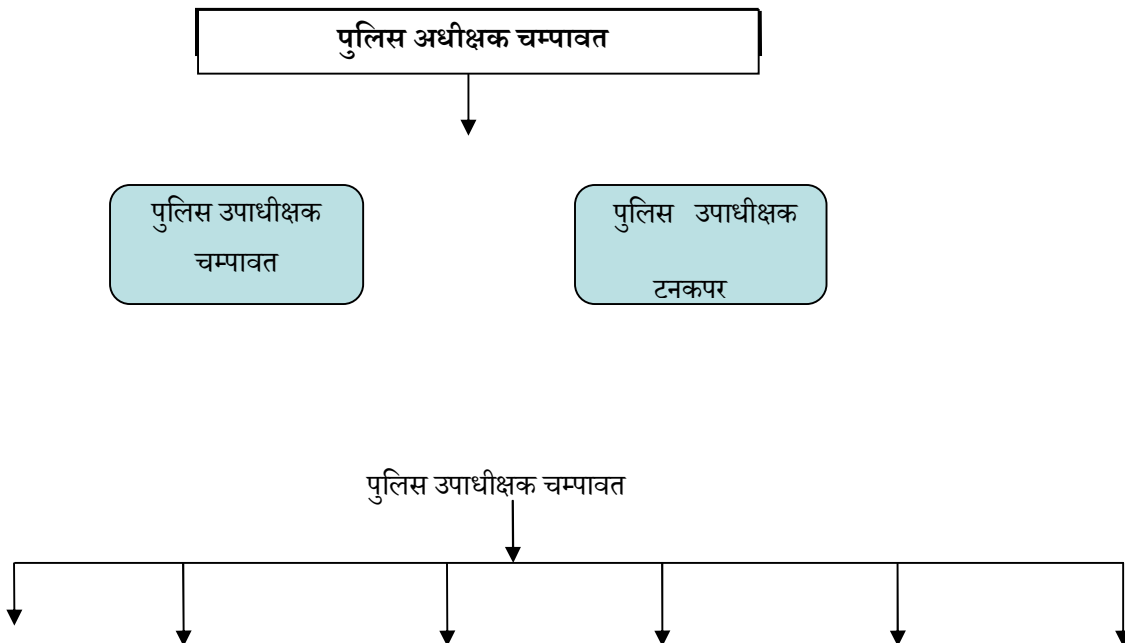 पुलिस अधीक्षक चम्पावत
पुलिस उपाधीक्षक
चम्पावत
पुलिस उपाधीक्षक
टनकपर
पुलिस उपाधीक्षक चम्पावत